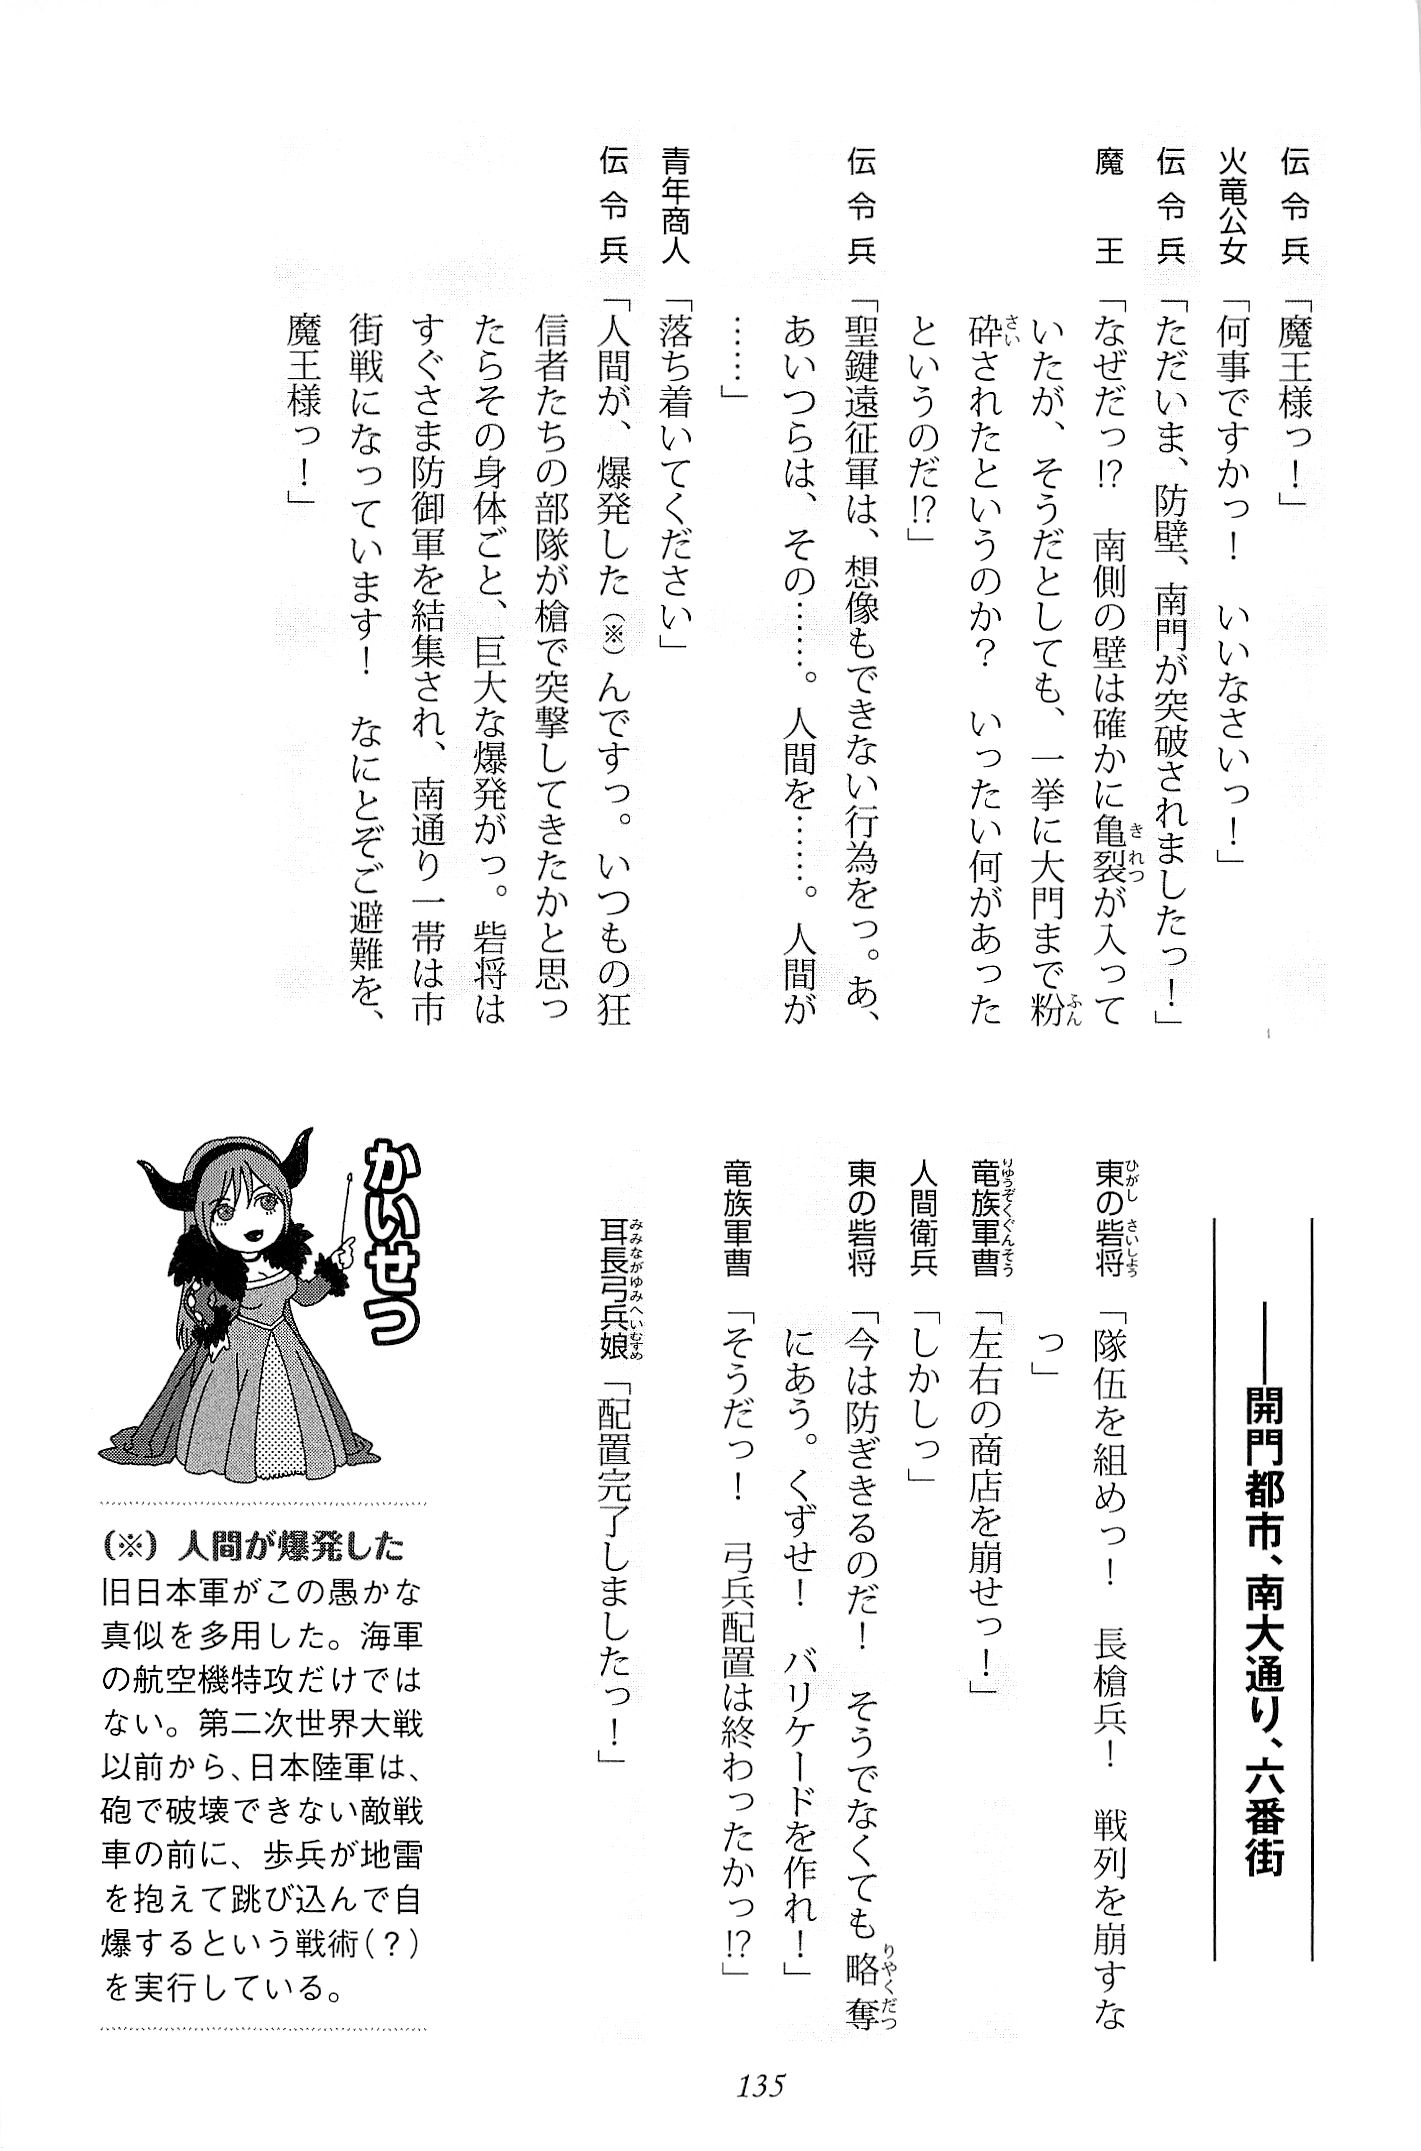 伝令兵「魔王様っ！」
火竜公女「何事ですかっ！　いいなさいっ！」
伝令兵「ただいま、防壁、南門が突破されましたっ！」
魔王「なぜだっ⁉　南側の壁は確かに亀裂が入って
いたが、そうだとしても、一挙に大門まで粉
砕されたというのか？　いったい何があった
というのだ⁉」
伝令兵「聖鍵遠征軍は、想像もできない行為をっ。あ、
あいつらは、その……。人間を……。人間が
……」
青年商人「落ち着いてください」
伝令兵「人間が、爆発した（※）んですっ。いつもの狂
信者たちの部隊が槍で突撃してきたかと思っ
たらその身体ごと、巨大な爆発がっ。砦将は
すぐさま防御軍を結集され、南通り一帯は市
街戦になっています！　なにとぞご避難を、
魔王様っ！」
――開門都市、南大通り、六番街
東の砦将「隊伍を組めっ！　長槍兵！　戦列を崩すな
っ」
竜族軍曹「左右の商店を崩せっ！」
人間衛兵「しかしっ」
東の砦将「今は防ぎきるのだ！　そうでなくても略奪
にあう。くずせ！　バリケードを作れ！」
竜族軍曹「そうだっ！　弓兵配置は終わったかっ⁉」
耳長弓兵娘「配置完了しましたっ！」
かいせつ
（※）人間が爆発した
旧日本軍がこの愚かな
真似を多用した。海軍
の航空機特攻だけでは
ない。第二次世界大戦
以前から、日本陸軍は、
砲で破壊できない敵戦
車の前に、歩兵が地雷
を抱えて跳び込んで自
爆するという戦術（？）
を実行している。
135